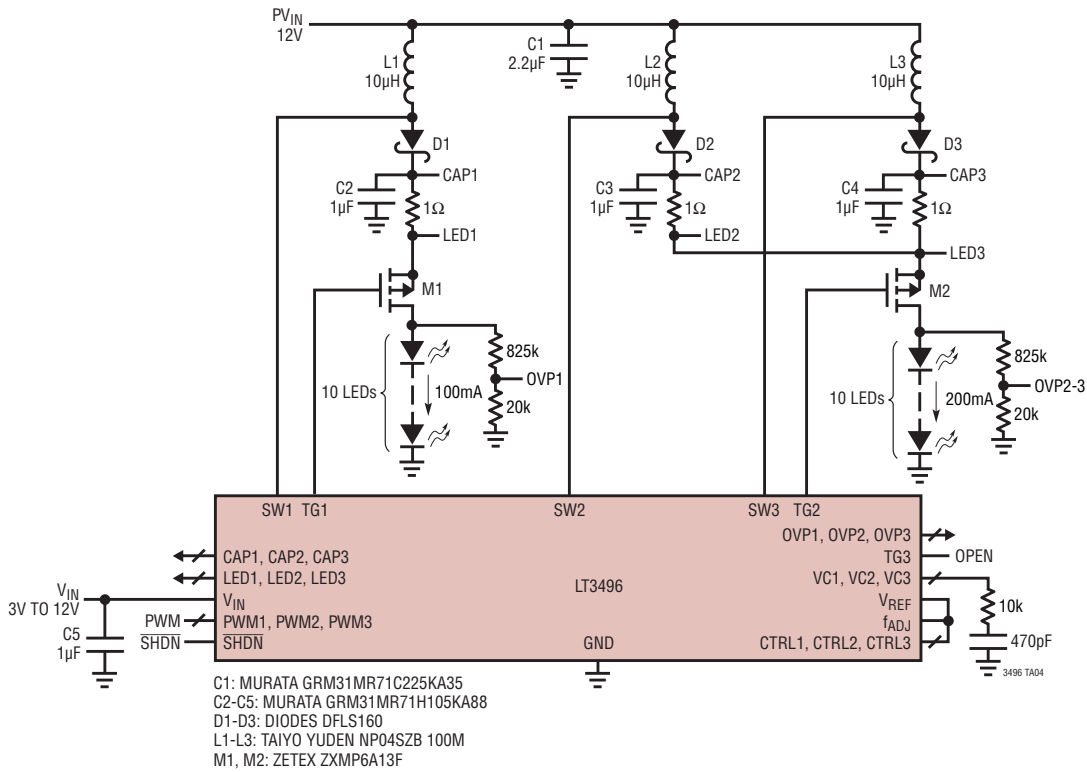 PVIN
12V
C1
2.2µF
L1
10µH
L2
10µH
L3
10µH
D1
D2
D3
CAP1
CAP2
CAP3
C2
1µF
C3
1µF
C4
1µF
1Ω
1Ω
1Ω
LED1
LED2
LED3
M1
M2
825k
OVP1
20k
10 LEDs
100mA
825k
OVP2-3
20k
10 LEDs
200mA
SW1 TG1
SW2
SW3 TG2
OVP1, OVP2, OVP3
CAP1, CAP2, CAP3
TG3
OPEN
LED1, LED2, LED3
LT3496
VC1, VC2, VC3
VIN
3V TO 12V
VIN
VREF
10k
PWM
PWM1, PWM2, PWM3
fADJ
C5
1µF
SHDN
SHDN
GND
CTRL1, CTRL2, CTRL3
470pF
3496 TA04
C1: MURATA GRM31MR71C225KA35
C2-C5: MURATA GRM31MR71H105KA88
D1-D3: DIODES DFLS160
L1-L3: TAIYO YUDEN NP04SZB 100M
M1, M2: ZETEX ZXMP6A13F